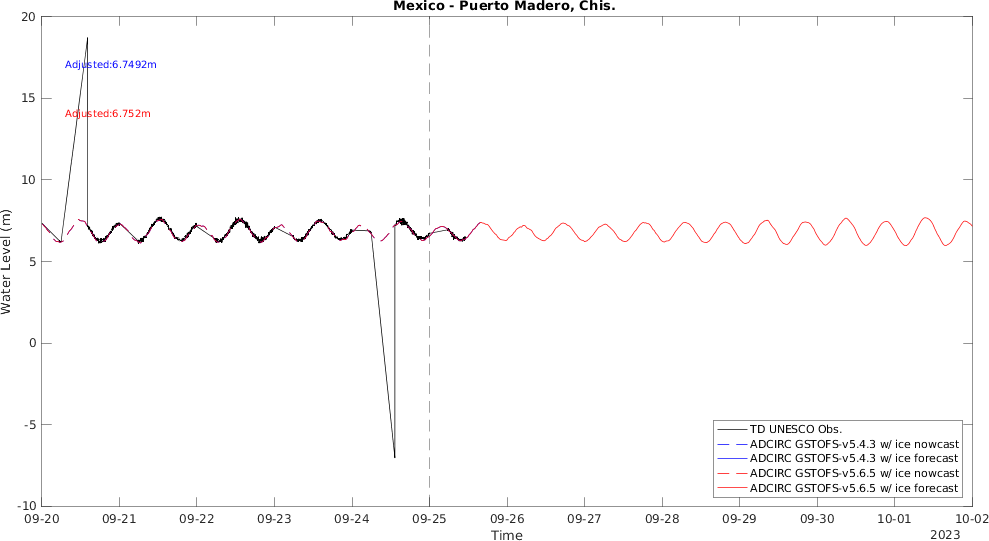 Mexico - Puerto Madero, Chis.
20
15
10
5
0
-5
-10
Water Level (m)
Adjusted:6.7492m
Adjusted:6.752m
TD UNESCO Obs.
ADCIRC GSTOFS-v5.4.3 w/ ice nowcast
ADCIRC GSTOFS-v5.4.3 w/ ice forecast
ADCIRC GSTOFS-v5.6.5 w/ ice nowcast
ADCIRC GSTOFS-v5.6.5 w/ ice forecast
09-20 09-21 09-22 09-23 09-24 09-25 09-26 09-27 09-28 09-29 09-30 10-01 10-02
Time
2023